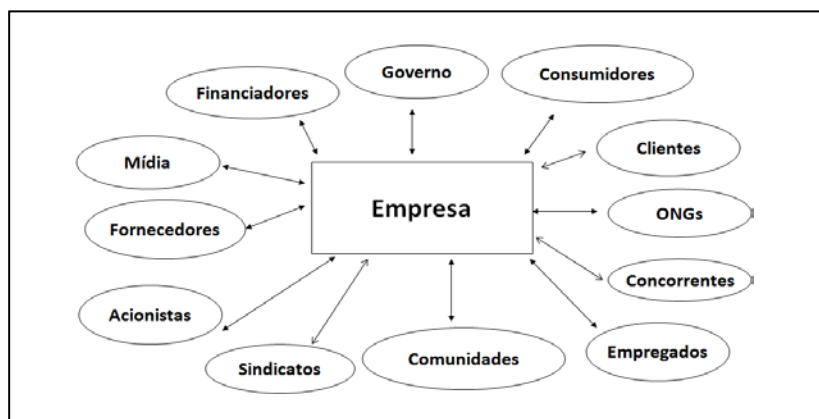 Governo
Consumidores
Financiadores
Clientes
Mídia
Empresa
ONGs
Fornecedores
Concorrentes
Acionistas
Empregados
Comunidades
Sindicatos